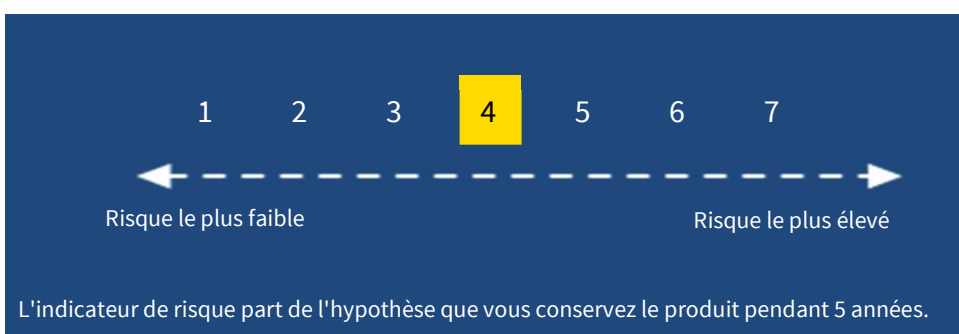 1 2 3 4 5 6 7
Risque le plus faible Risque le plus élevé
L'indicateur de risque part de l'hypothèse que vous conservez le produit pendant 5 années.